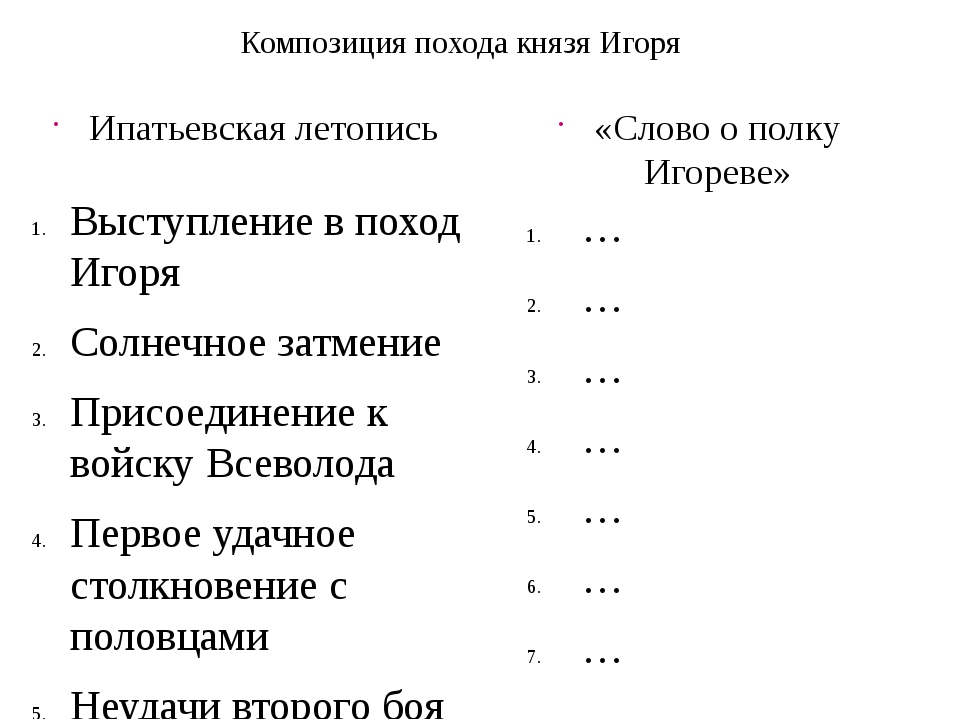 Композиция похода князя Игоря
• Ипатьевская летопись
1. Выступление в поход
Игоря
2. Солнечное затмение
3. Присоединение к
войску Всеволода
4. Первое удачное
столкновение с
половцами
5. Неудачи второго боя
• «Слово о полку
Игореве»
1. …
2. …
3. …
4. …
5. …
6. …
7. …